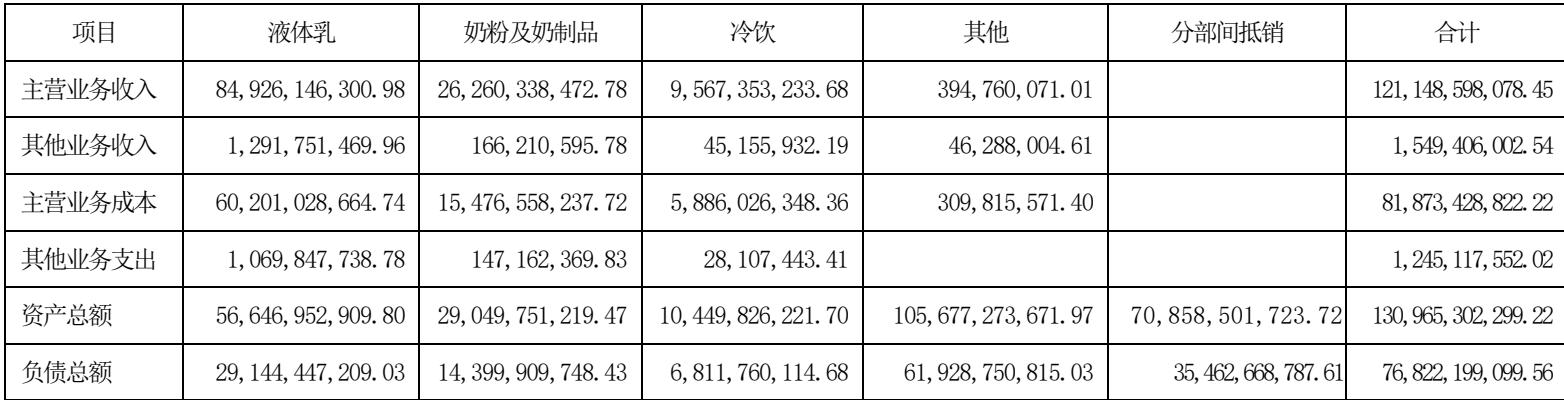 项目 液体乳 奶粉及奶制品 冷饮 其他 分部间抵销 合计
主营业务收入 84,926,146,300.98 26,260,338,472.78 9,567,353,233.68 394,760,071.01 121,148,598,078.45
其他业务收入 1,291,751,469.96 166,210,595.78 45,155,932.19 46,288,004.61 1,549,406,002.54
主营业务成本 60,201,028,664.74 15,476,558,237.72 5,886,026,348.36 309,815,571.40 81,873,428,822.22
其他业务支出 1,069,847,738.78 147,162,369.83 28,107,443.41 1,245,117,552.02
资产总额 56,646,952,909.80 29,049,751,219.47 10,449,826,221.70 105,677,273,671.97 70,858,501,723.72 130,965,302,299.22
负债总额 29,144,447,209.03 14,399,909,748.43 6,811,760,114.68 61,928,750,815.03 35,462,668,787.61 76,822,199,099.56